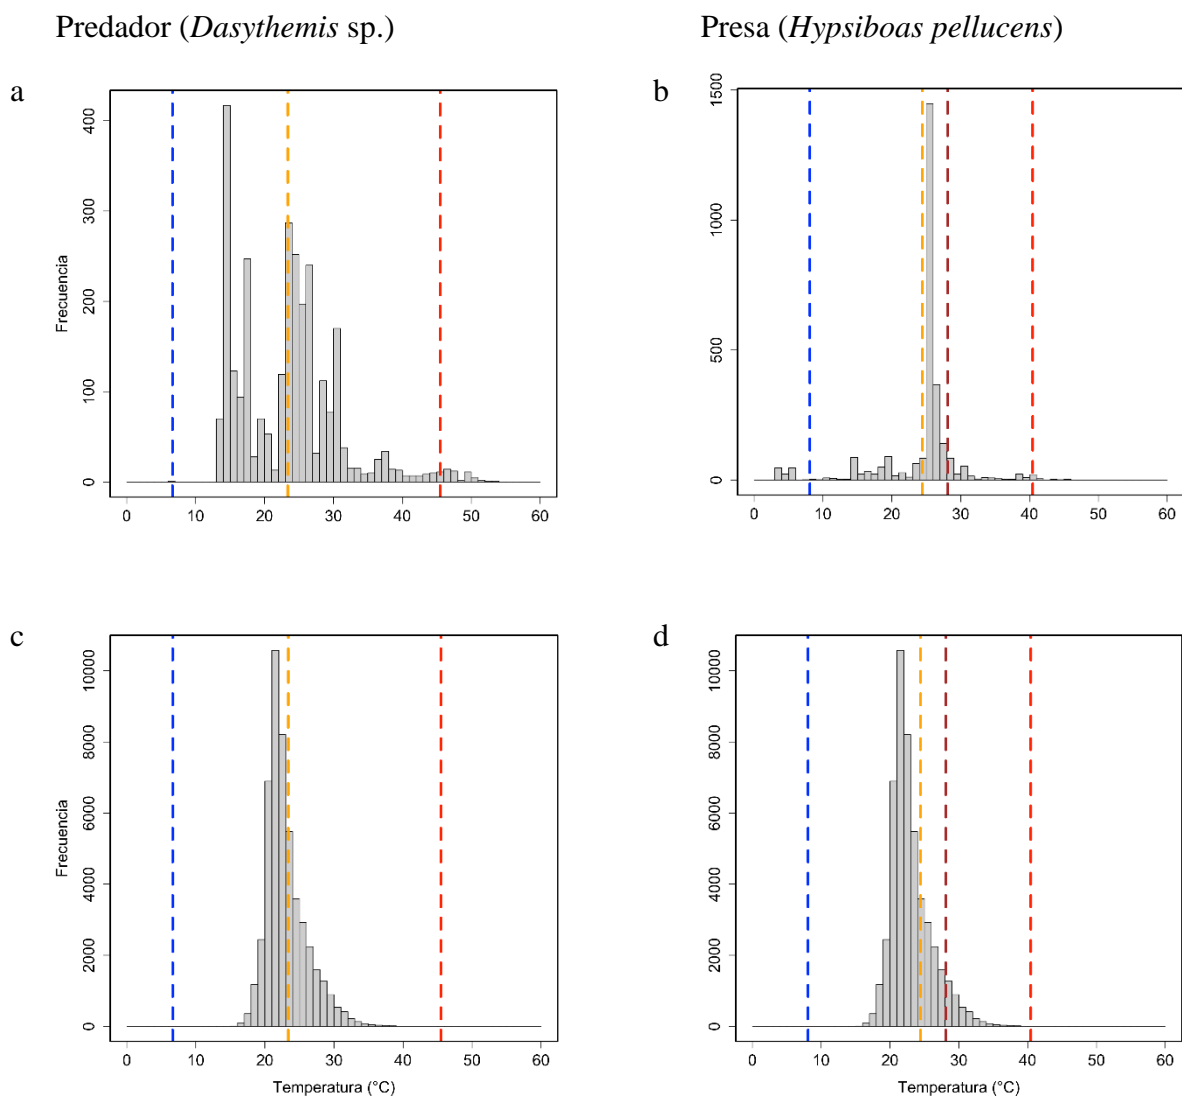 Predador (Dasythemis sp.)
Presa (Hypsiboas pellucens)
a
400
300
200
100
0
Frecuencia
0 10 20 30 40 50 60
b
1500
1000
500
0
0 10 20 30 40 50 60
c
10000
8000
6000
4000
2000
0
Frecuencia
0 10 20 30 40 50 60
Temperatura (°C)
d
10000
8000
6000
4000
2000
0
0 10 20 30 40 50 60
Temperatura (°C)